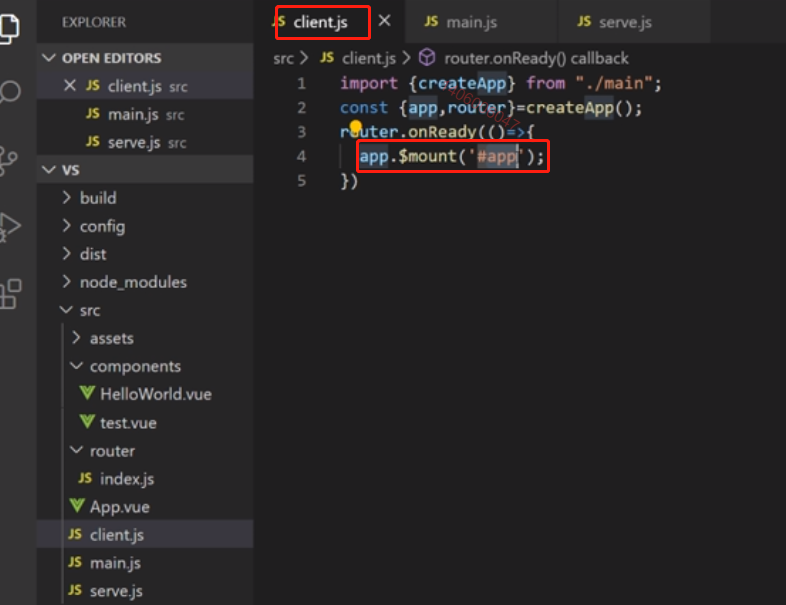 EXPLORER
OPEN EDITORS
JS client.js src
JS main.js src
JS serve.js src
VS
build
config
dist
node_modules
src
assets
components
HelloWorld.vue
test.vue
router
JS index.js
App.vue
JS client.js
JS main.js
JS serve.js
JS client.js JS main.js JS serve.js
src > JS client.js > router.onReady() callback
1 import {createApp} from "./main";
2 const {app,router}=createApp();
3 router.onReady(()=>{
4 app.$mount('#app');
5 })